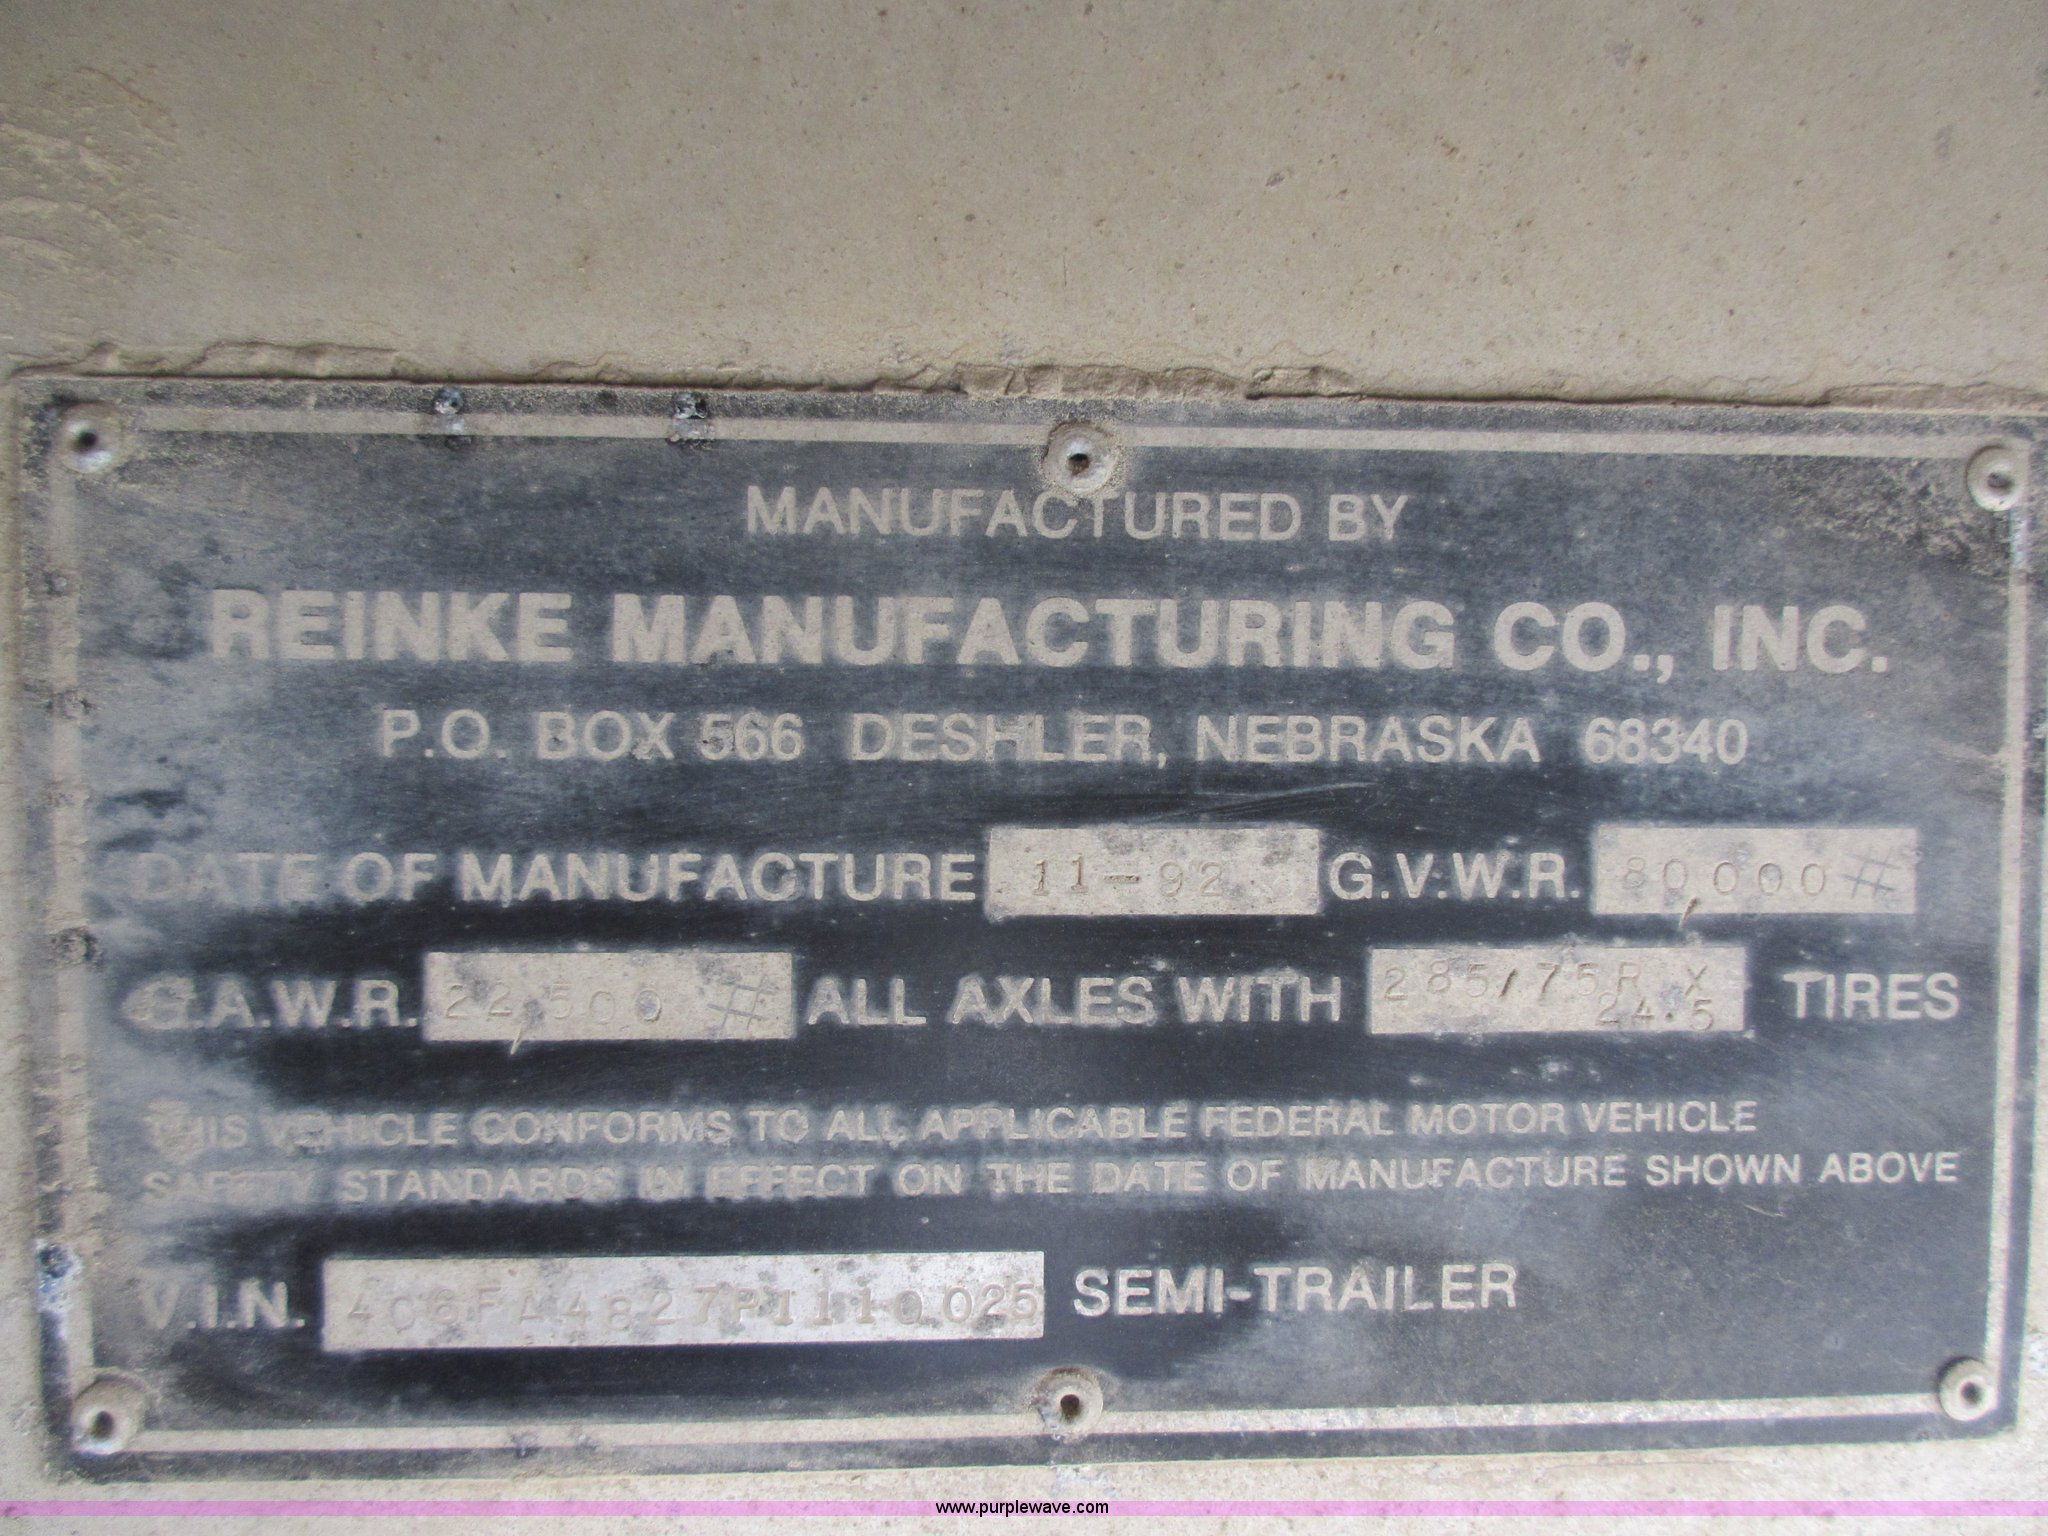 MANUFACTURED BY
REINKE MANUFACTURING CO., INC.
P.O. BOX 566 DESHLER, NEBRASKA 68340
DATE OF MANUFACTURE 11-92 G.V.W.R. 80,000#
G.A.W.R. 22,500 # ALL AXLES WITH 285/75R X 24.5 TIRES
THIS VEHICLE CONFORMS TO ALL APPLICABLE FEDERAL MOTOR VEHICLE
SAFETY STANDARDS IN EFFECT ON THE DATE OF MANUFACTURE SHOWN ABOVE
V.I.N. 4C6FA4827P1110025 SEMI-TRAILER
www.purplewave.com